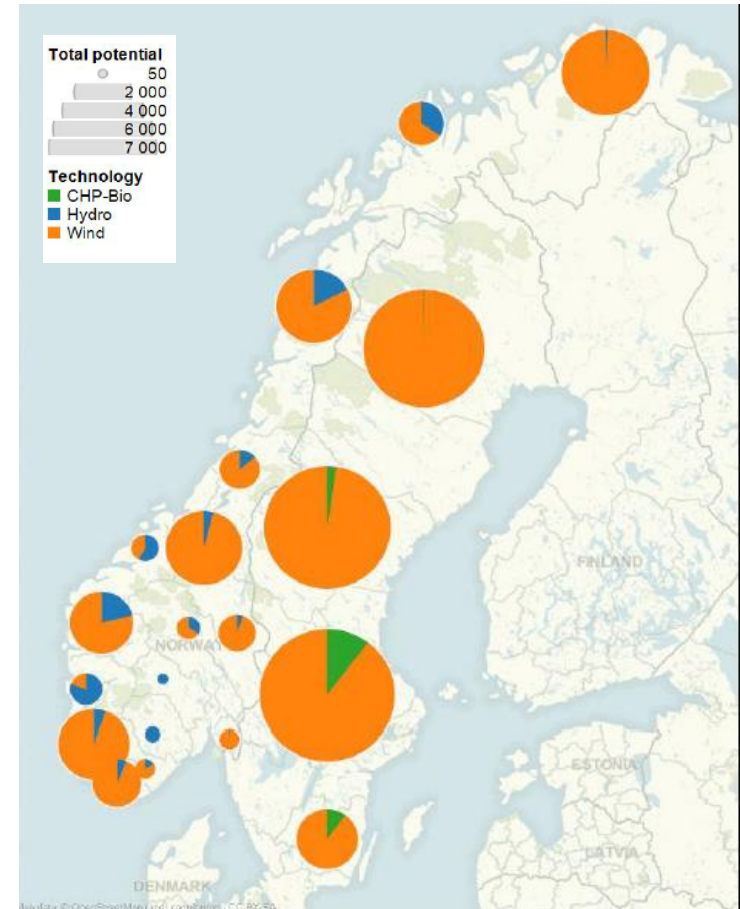 Total potential
50
2 000
4 000
6 000
7 000
Technology
CHP-Bio
Hydro
Wind
FINLAND
NORWAY
ESTONIA
LATVIA
DENMARK